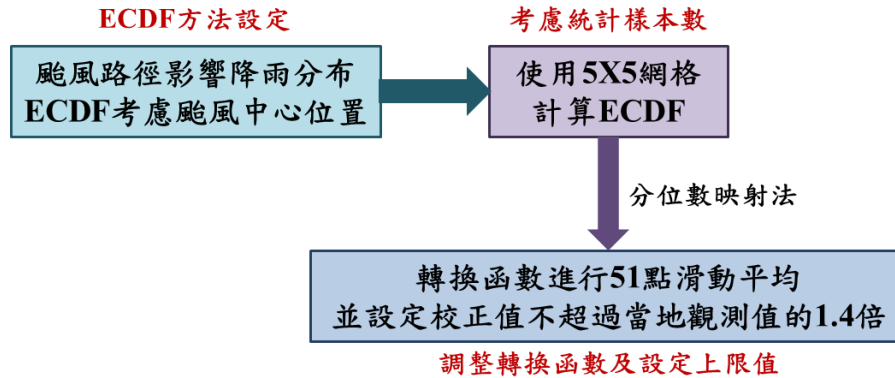 ECDF方法設定
颱風路徑影響降雨分布
ECDF考慮颱風中心位置
考慮統計樣本數
使用5X5網格
計算ECDF
分位數映射法
轉換函數進行51點滑動平均
並設定校正值不超過當地觀測值的1.4倍
調整轉換函數及設定上限值